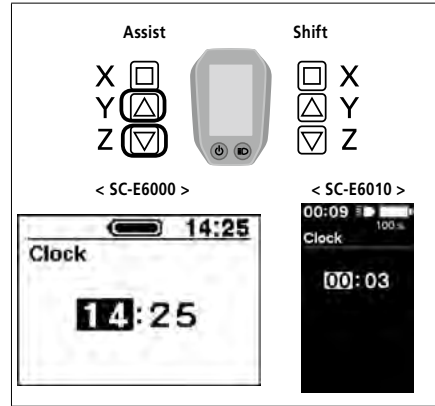 Assist Shift
X X
Y Y
Z Z
< SC-E6000 > < SC-E6010 >
14:25
00:09
100%
Clock
Clock
14:25
00:03